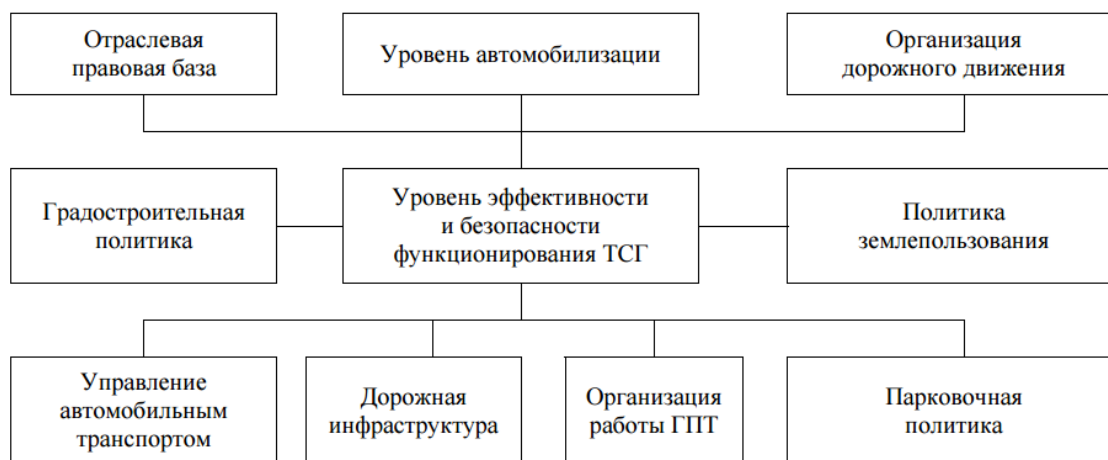 Отраслевая
правовая база
Уровень автомобилизации
Организация
дорожного движения
Градостроительная
политика
Уровень эффективности
и безопасности
функционирования ТСГ
Политика
землепользования
Управление
автомобильным
транспортом
Дорожная
инфраструктура
Организация
работы ГПТ
Парковочная
политика